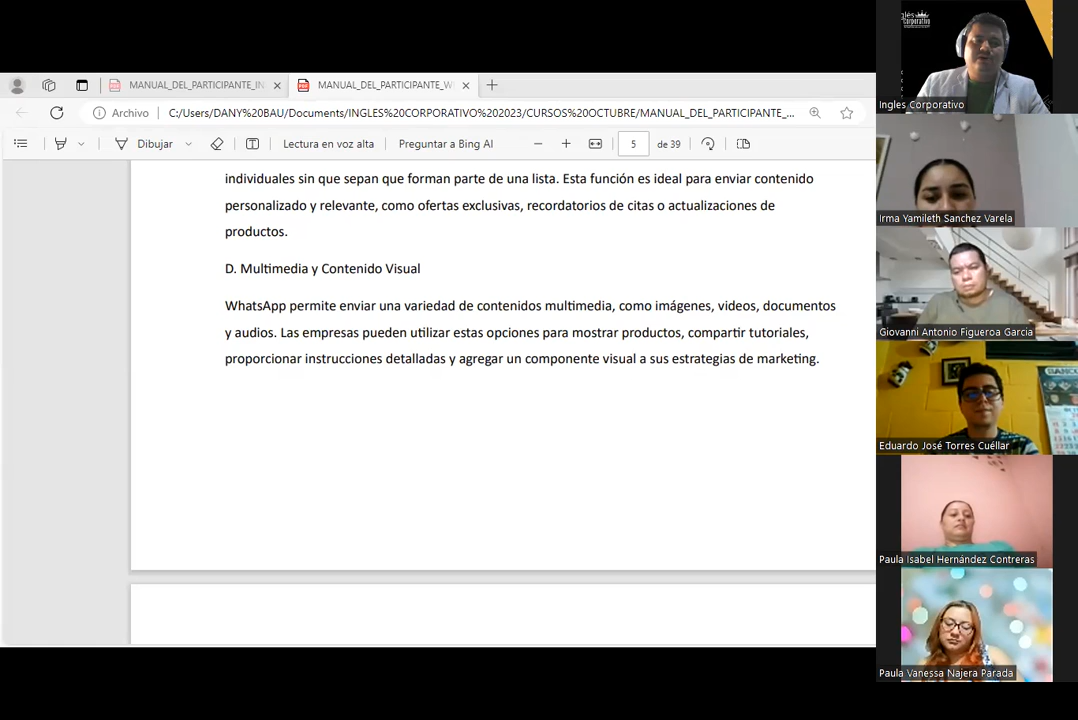 MANUAL_DEL_PARTICIPANTE_IN
MANUAL_DEL_PARTICIPANTE_W
Archivo
C:/Users/DANY%20BAU/Documents/INGLES%20CORPORATIVO%202023/CURSOS%20OCTUBRE/MANUAL_DEL_PARTICIPANTE_...
Dibujar
Lectura en voz alta
Preguntar a Bing AI
5
de 39
individuales sin que sepan que forman parte de una lista. Esta función es ideal para enviar contenido
personalizado y relevante, como ofertas exclusivas, recordatorios de citas o actualizaciones de
productos.
D. Multimedia y Contenido Visual
WhatsApp permite enviar una variedad de contenidos multimedia, como imágenes, videos, documentos
y audios. Las empresas pueden utilizar estas opciones para mostrar productos, compartir tutoriales,
proporcionar instrucciones detalladas y agregar un componente visual a sus estrategias de marketing.
Corporativo
Ingles Corporativo
Irma Yamileth Sanchez Varela
Giovanni Antonio Figueroa Garcia
Eduardo José Torres Cuéllar
Paula Isabel Hernández Contreras
Paula Vanessa Najera Parada